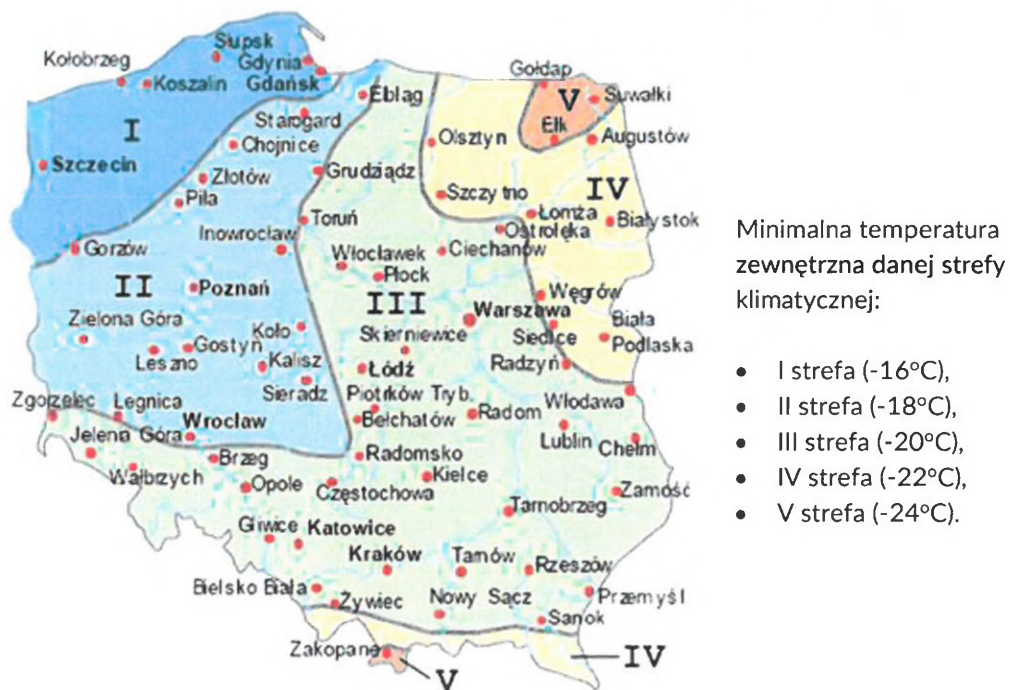 Słupsk
Kołobrzeg
Gdynia
Koszalin
Gdańsk
Gołdap
V
Suwałki
Elbląg
I
Starogard
Ełk
Chojnice
Olsztyn
Augustów
Szczecin
Grudziądz
Złotów
IV
Piła
Szczytno
Toruń
Łomża
Białystok
Ostrołęka
Gorzów
Inowrocław
Włocławek
Ciechanów
II
Poznań
Płock
III
Węgrów
Zielona Góra
Koło
Skierniewice
Warszawa
Siedlce
Biała
Podlaska
Leszno
Gostyń
Kalisz
Łódź
Radzyń
Sieradz
Piotrków Tryb.
Zgorzelec
Legnica
Wrocław
Bełchatów
Radom
Włodawa
Lublin
Chełm
Jelenia Góra
Brzeg
Radomsko
Kielce
Wałbrzych
Opole
Częstochowa
Zamość
Tarnobrzeg
Gliwice
Katowice
Kraków
Tarnów
Rzeszów
Bielsko Biała
Żywiec
Nowy Sącz
Przemyśl
Sanok
Zakopane
V
IV
Minimalna temperatura
zewnętrzna danej strefy
klimatycznej:
• I strefa (-16°C),
• II strefa (-18°C),
• III strefa (-20°C),
• IV strefa (-22°C),
• V strefa (-24°C).